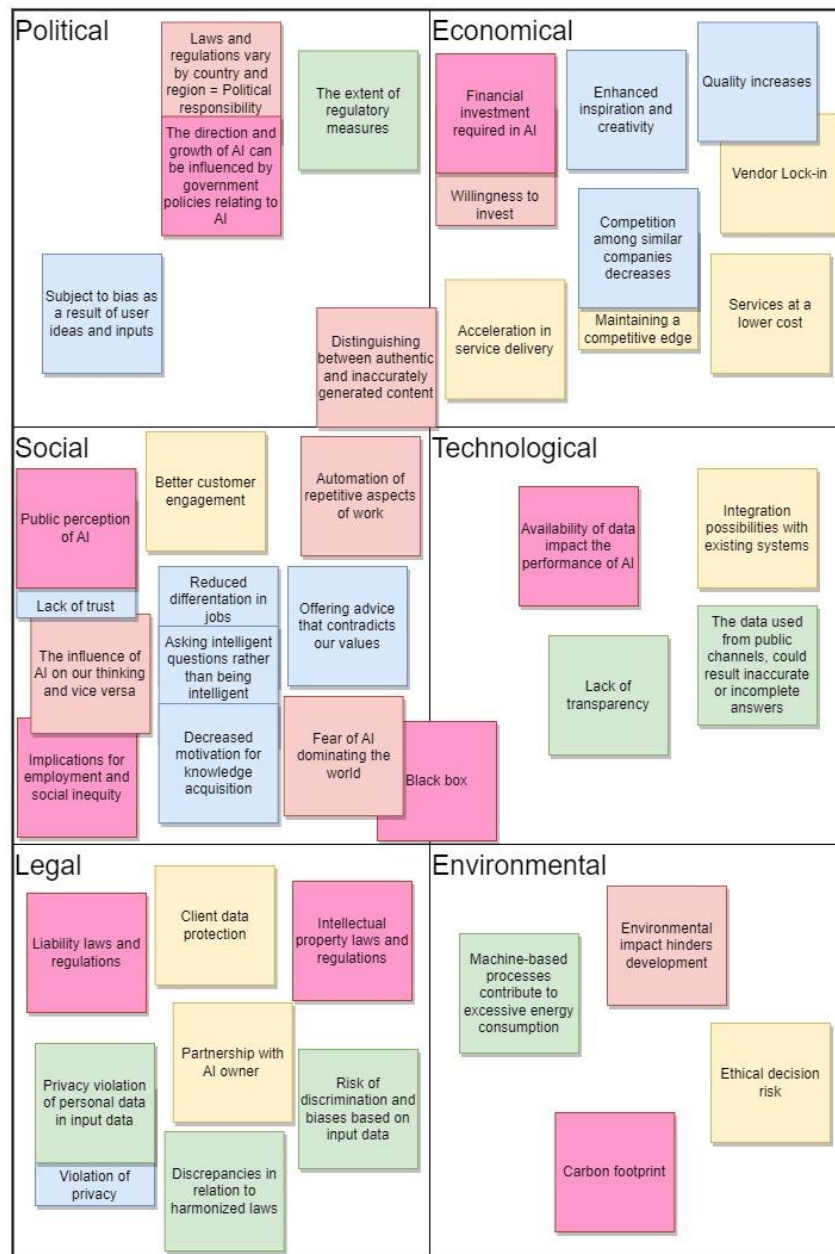 Political
Laws and
regulations vary
by country and
region = Political
responsibility
The direction and
growth of AI can
be influenced by
government
policies relating to
AI
The extent of
regulatory
measures
Subject to bias as
a result of user
ideas and inputs
Distinguishing
between authentic
and inaccurately
generated content
Economical
Financial
investment
required in AI
Willingness to
invest
Enhanced
inspiration and
creativity
Quality increases
Vendor Lock-in
Competition
among similar
companies
decreases
Maintaining a
competitive edge
Acceleration in
service delivery
Services at a
lower cost
Social
Public perception
of AI
Lack of trust
Better customer
engagement
Automation of
repetitive aspects
of work
The influence of
AI on our thinking
and vice versa
Reduced
differentation in
jobs
Asking intelligent
questions rather
than being
intelligent
Offering advice
that contradicts
our values
Implications for
employment and
social inequity
Decreased
motivation for
knowledge
acquisition
Fear of AI
dominating the
world
Black box
Technological
Availability of data
impact the
performance of AI
Integration
possibilities with
existing systems
Lack of
transparency
The data used
from public
channels, could
result inaccurate
or incomplete
answers
Legal
Liability laws and
regulations
Client data
protection
Intellectual
property laws and
regulations
Privacy violation
of personal data
in input data
Violation of
privacy
Partnership with
AI owner
Risk of
discrimination and
biases based on
input data
Discrepancies in
relation to
harmonized laws
Environmental
Machine-based
processes
contribute to
excessive energy
consumption
Environmental
impact hinders
development
Ethical decision
risk
Carbon footprint